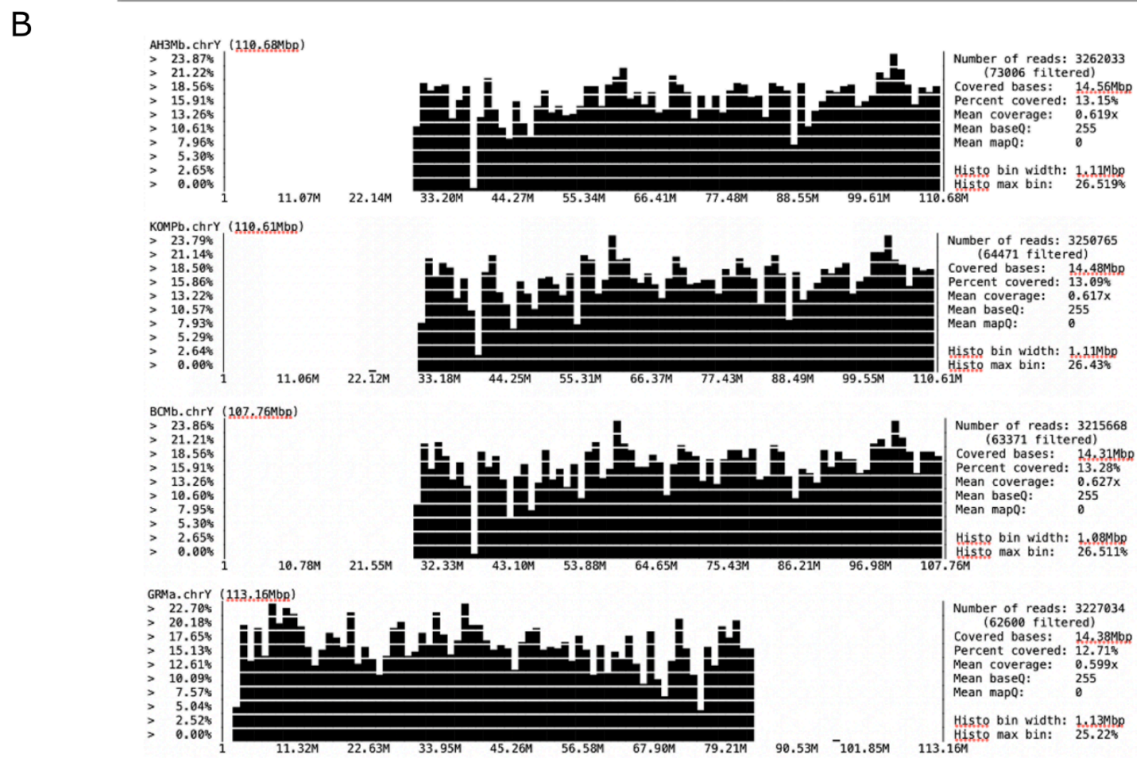 B
AH3Mb.chrY (110.68Mbp)
> 23.87% Number of reads: 3262033
> 21.22% (73006 filtered)
> 18.56% Covered bases: 14.56Mbp
> 15.91% Percent covered: 13.15%
> 13.26% Mean coverage: 0.619x
> 10.61% Mean baseQ: 255
> 7.96% Mean mapQ: 0
> 5.30%
> 2.65% Histo bin width: 1.11Mbp
> 0.00% Histo max bin: 26.519%
1 11.07M 22.14M 33.20M 44.27M 55.34M 66.41M 77.48M 88.55M 99.61M 110.68M
KOMPb.chrY (110.61Mbp)
> 23.79% Number of reads: 3250765
> 21.14% (64471 filtered)
> 18.50% Covered bases: 14.48Mbp
> 15.86% Percent covered: 13.09%
> 13.22% Mean coverage: 0.617x
> 10.57% Mean baseQ: 255
> 7.93% Mean mapQ: 0
> 5.29%
> 2.64% Histo bin width: 1.11Mbp
> 0.00% Histo max bin: 26.43%
1 11.06M 22.12M 33.18M 44.25M 55.31M 66.37M 77.43M 88.49M 99.55M 110.61M
BCMb.chrY (107.76Mbp)
> 23.86% Number of reads: 3215668
> 21.21% (63371 filtered)
> 18.56% Covered bases: 14.31Mbp
> 15.91% Percent covered: 13.28%
> 13.26% Mean coverage: 0.627x
> 10.60% Mean baseQ: 255
> 7.95% Mean mapQ: 0
> 5.30%
> 2.65% Histo bin width: 1.08Mbp
> 0.00% Histo max bin: 26.511%
1 10.78M 21.55M 32.33M 43.10M 53.88M 64.65M 75.43M 86.21M 96.98M 107.76M
GRMa.chrY (113.16Mbp)
> 22.70% Number of reads: 3227034
> 20.18% (62600 filtered)
> 17.65% Covered bases: 14.38Mbp
> 15.13% Percent covered: 12.71%
> 12.61% Mean coverage: 0.599x
> 10.09% Mean baseQ: 255
> 7.57% Mean mapQ: 0
> 5.04%
> 2.52% Histo bin width: 1.13Mbp
> 0.00% Histo max bin: 25.22%
1 11.32M 22.63M 33.95M 45.26M 56.58M 67.90M 79.21M 90.53M 101.85M 113.16M